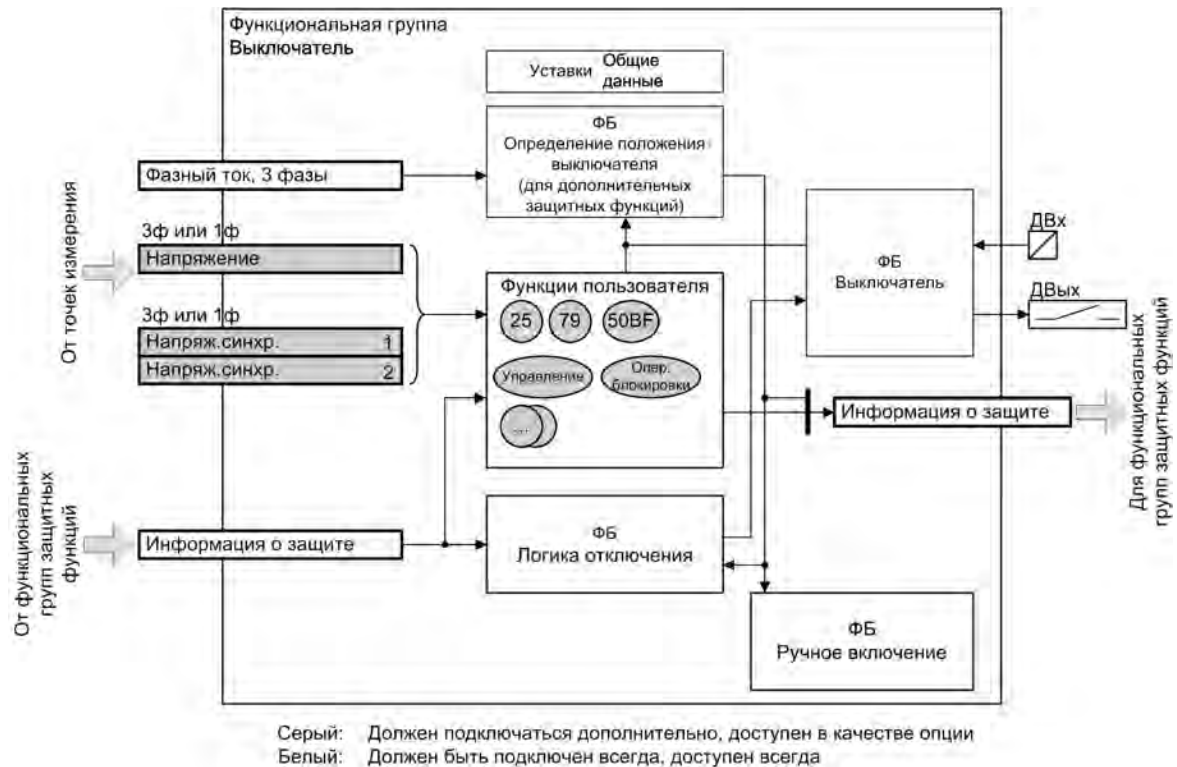 Функциональная группа
Выключатель
Уставки Общие
данные
ФБ
Определение положения
выключателя
(для дополнительных
защитных функций)
Фазный ток, 3 фазы
От точек измерения
3ф или 1ф
Напряжение
3ф или 1ф
Напряж.синхр. 1
Напряж.синхр. 2
Функции пользователя
25 79 50BF
Управление
Опер.
блокировки
...
ФБ
Выключатель
ДВх
ДВых
Информация о защите
Для функциональных
групп защитных функций
От функциональных
групп защитных
функций
Информация о защите
ФБ
Логика отключения
ФБ
Ручное включение
Серый: Должен подключаться дополнительно, доступен в качестве опции
Белый: Должен быть подключен всегда, доступен всегда